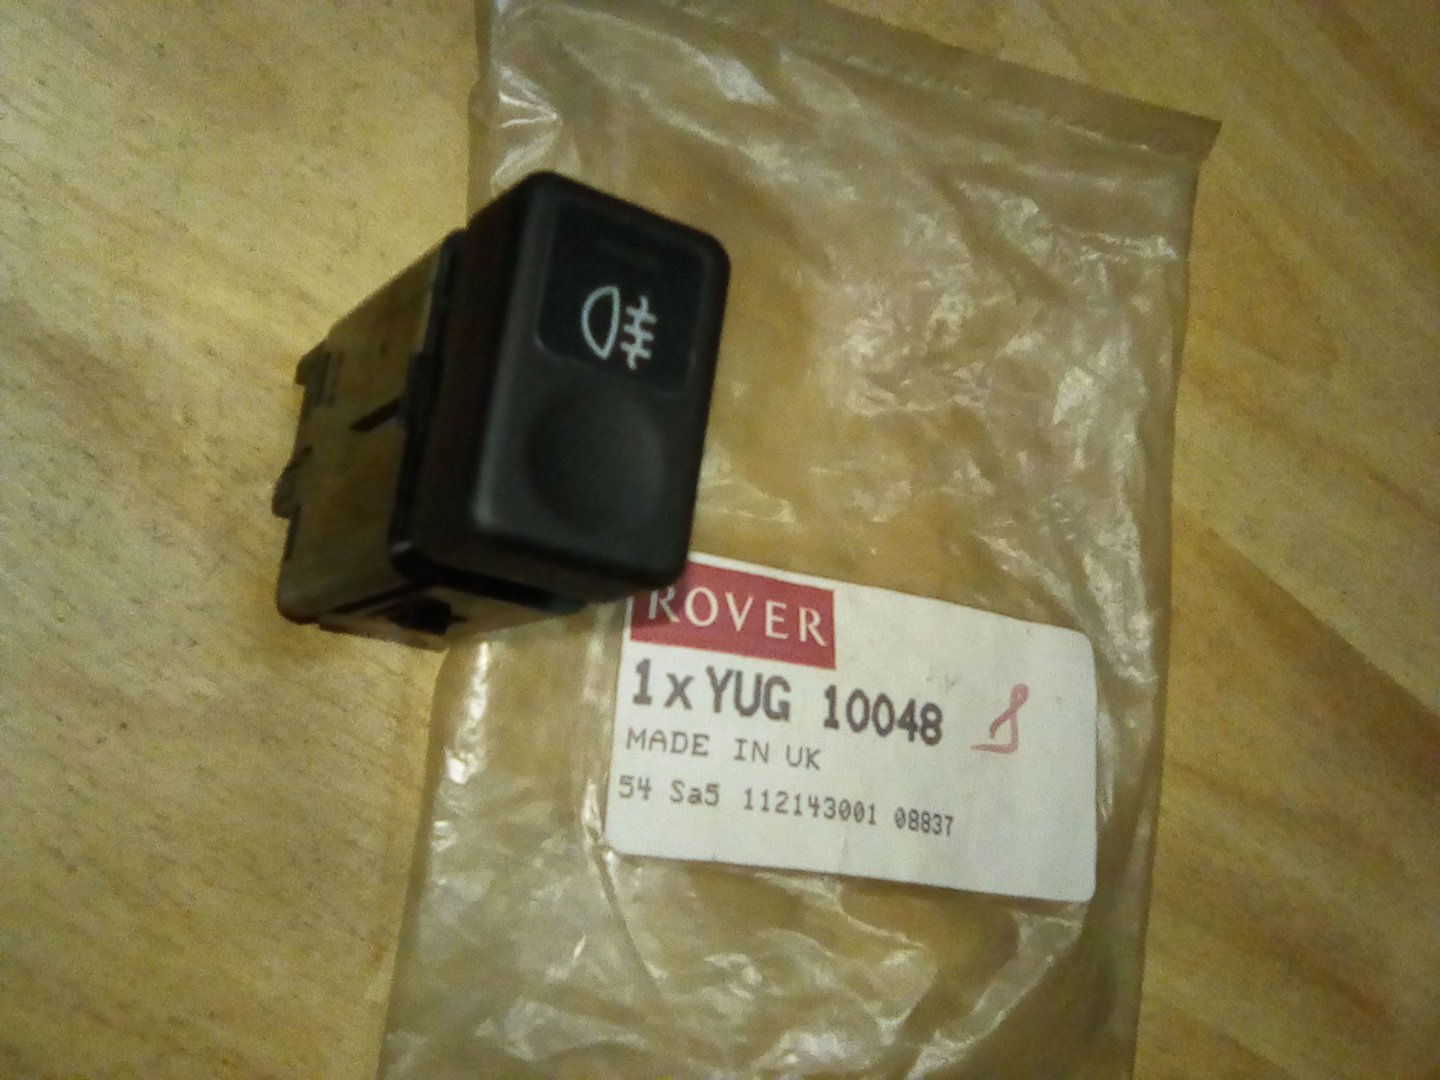 ROVER
1 x YUG 10048
MADE IN UK
54 Sa5 112143001 08837